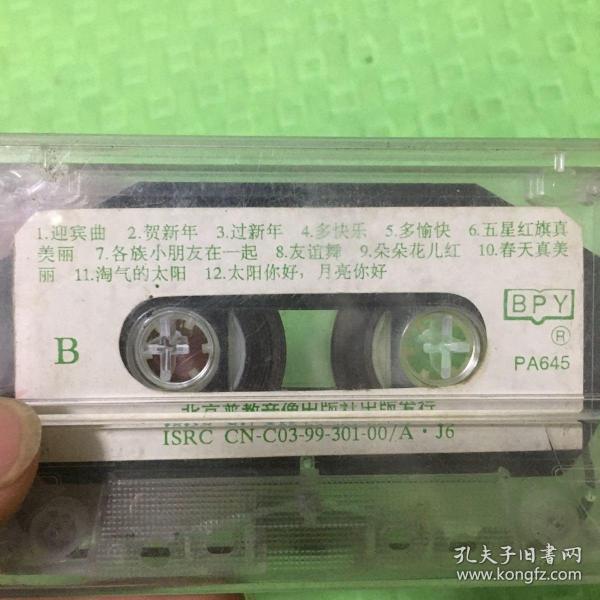 1.迎宾曲 2.贺新年 3.过新年 4.多快乐 5.多愉快 6.五星红旗真
美丽 7.各族小朋友在一起 8.友谊舞 9.朵朵花儿红 10.春天真美
丽 11.淘气的太阳 12.太阳你好，月亮你好
BPY
R
B
PA645
北京普教音像出版社出版发行
ISRC CN-C03-99-301-00/A·J6
孔夫子旧书网
www.kongfz.com